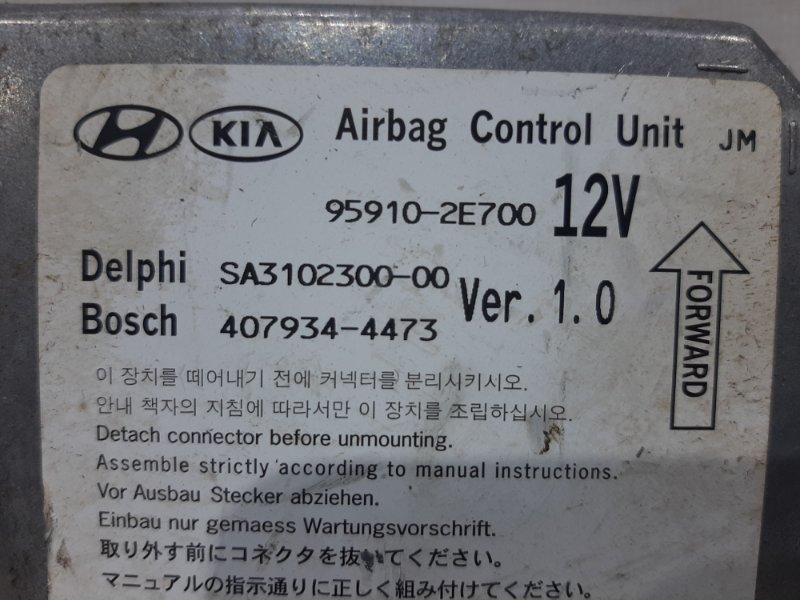 KIA Airbag Control Unit JM
95910-2E700 12V
Delphi SA3102300-00
Ver. 1.0
Bosch 407934-4473
FORWARD
이 장치를 떼어내기 전에 커넥터를 분리시키시오.
안내 책자의 지침에 따라서만 이 장치를 조립하십시오.
Detach connector before unmounting.
Assemble strictly according to manual instructions.
Vor Ausbau Stecker abziehen.
Einbau nur gemaess Wartungsvorschrift.
取り外す前にコネクタを抜いてください。
マニュアルの指示通りに正しく組み付けてください。